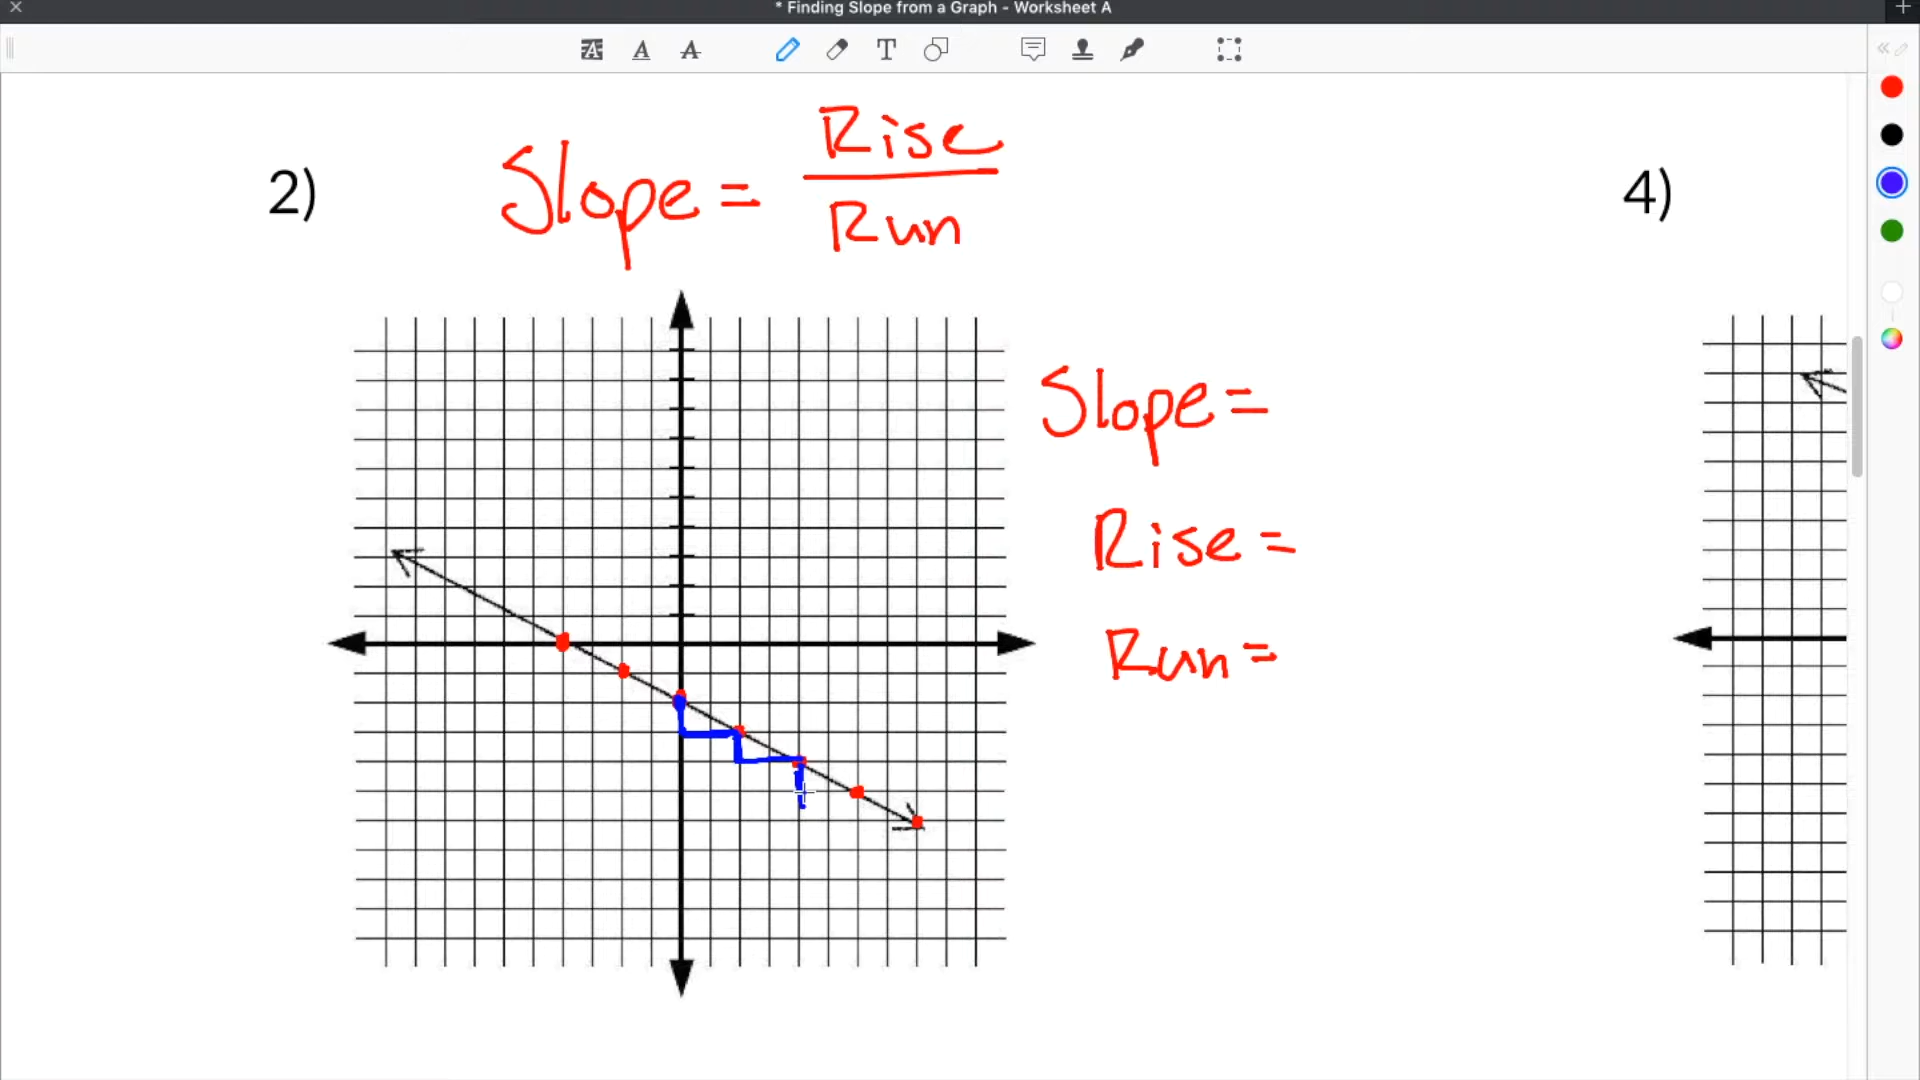 * Finding Slope from a Graph - Worksheet A
A A A T
2) Slope = Rise
Run
4)
Slope =
Rise =
Run =